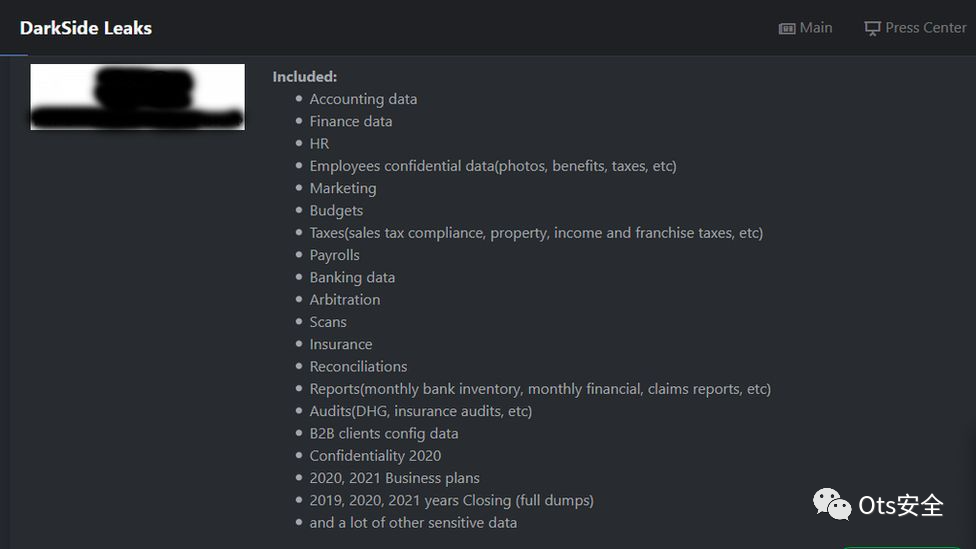 DarkSide Leaks
Main
Press Center
Included:
Accounting data
Finance data
HR
Employees confidential data(photos, benefits, taxes, etc)
Marketing
Budgets
Taxes(sales tax compliance, property, income and franchise taxes, etc)
Payrolls
Banking data
Arbitration
Scans
Insurance
Reconciliations
Reports(monthly bank inventory, monthly financial, claims reports, etc)
Audits(DHG, insurance audits, etc)
B2B clients config data
Confidentiality 2020
2020, 2021 Business plans
2019, 2020, 2021 years Closing (full dumps)
and a lot of other sensitive data
Ots安全